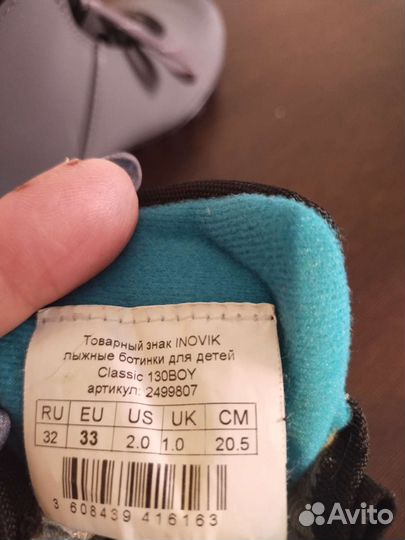 Товарный знак INOVIK
лыжные ботинки для детей
Classic 130BOY
артикул: 2499807
RU EU US UK CM
32 33 2.0 1.0 20.5
3 608439 416163
Avito